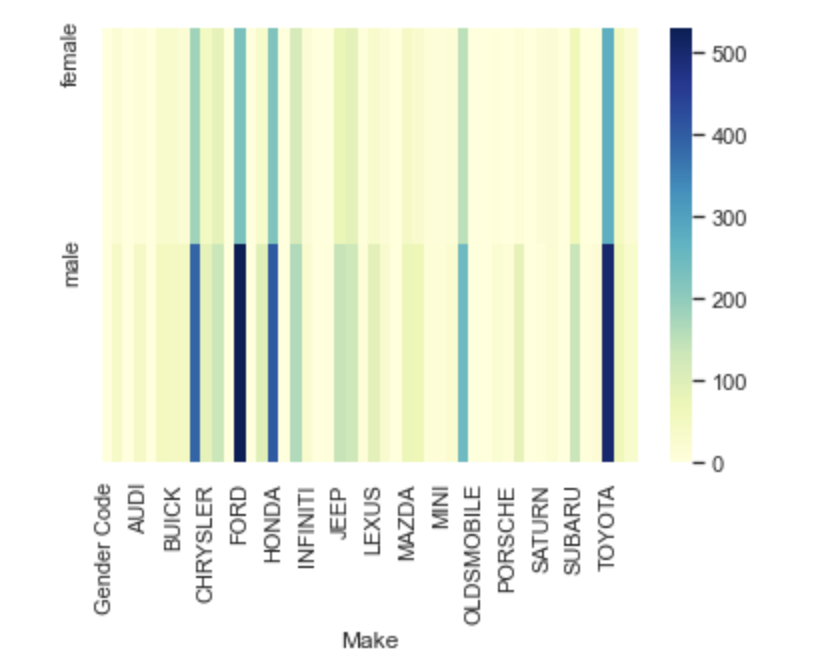 female
male
500
400
300
200
100
0
Gender Code
AUDI
BUICK
CHRYSLER
FORD
HONDA
INFINITI
JEEP
LEXUS
MAZDA
MINI
OLDSMOBILE
PORSCHE
SATURN
SUBARU
TOYOTA
Make